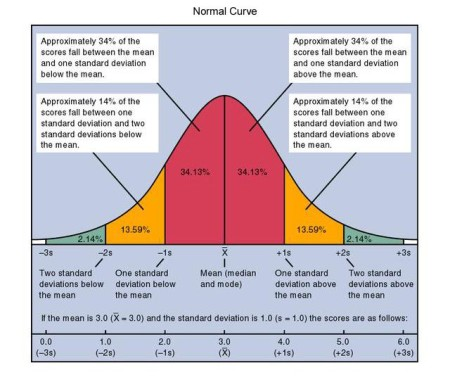 Normal Curve
Approximately 34% of the
scores fall between the mean
and one standard deviation
below the mean.
Approximately 34% of the
scores fall between the mean
and one standard deviation
above the mean.
Approximately 14% of the
scores fall between one
standard deviation and two
standard deviations below
the mean.
Approximately 14% of the
scores fall between one
standard deviation and two
standard deviations above
the mean.
34.13% 34.13%
13.59% 13.59%
2.14% 2.14%
–3s –2s –1s X̅ +1s +2s +3s
Two standard
deviations below
the mean
One standard
deviation below
the mean
Mean (median
and mode)
One standard
deviation above
the mean
Two standard
deviations above
the mean
If the mean is 3.0 (X̅ = 3.0) and the standard deviation is 1.0 (s = 1.0) the scores are as follows:
0.0 1.0 2.0 3.0 4.0 5.0 6.0
(–3s) (–2s) (–1s) (X̅) (+1s) (+2s) (+3s)